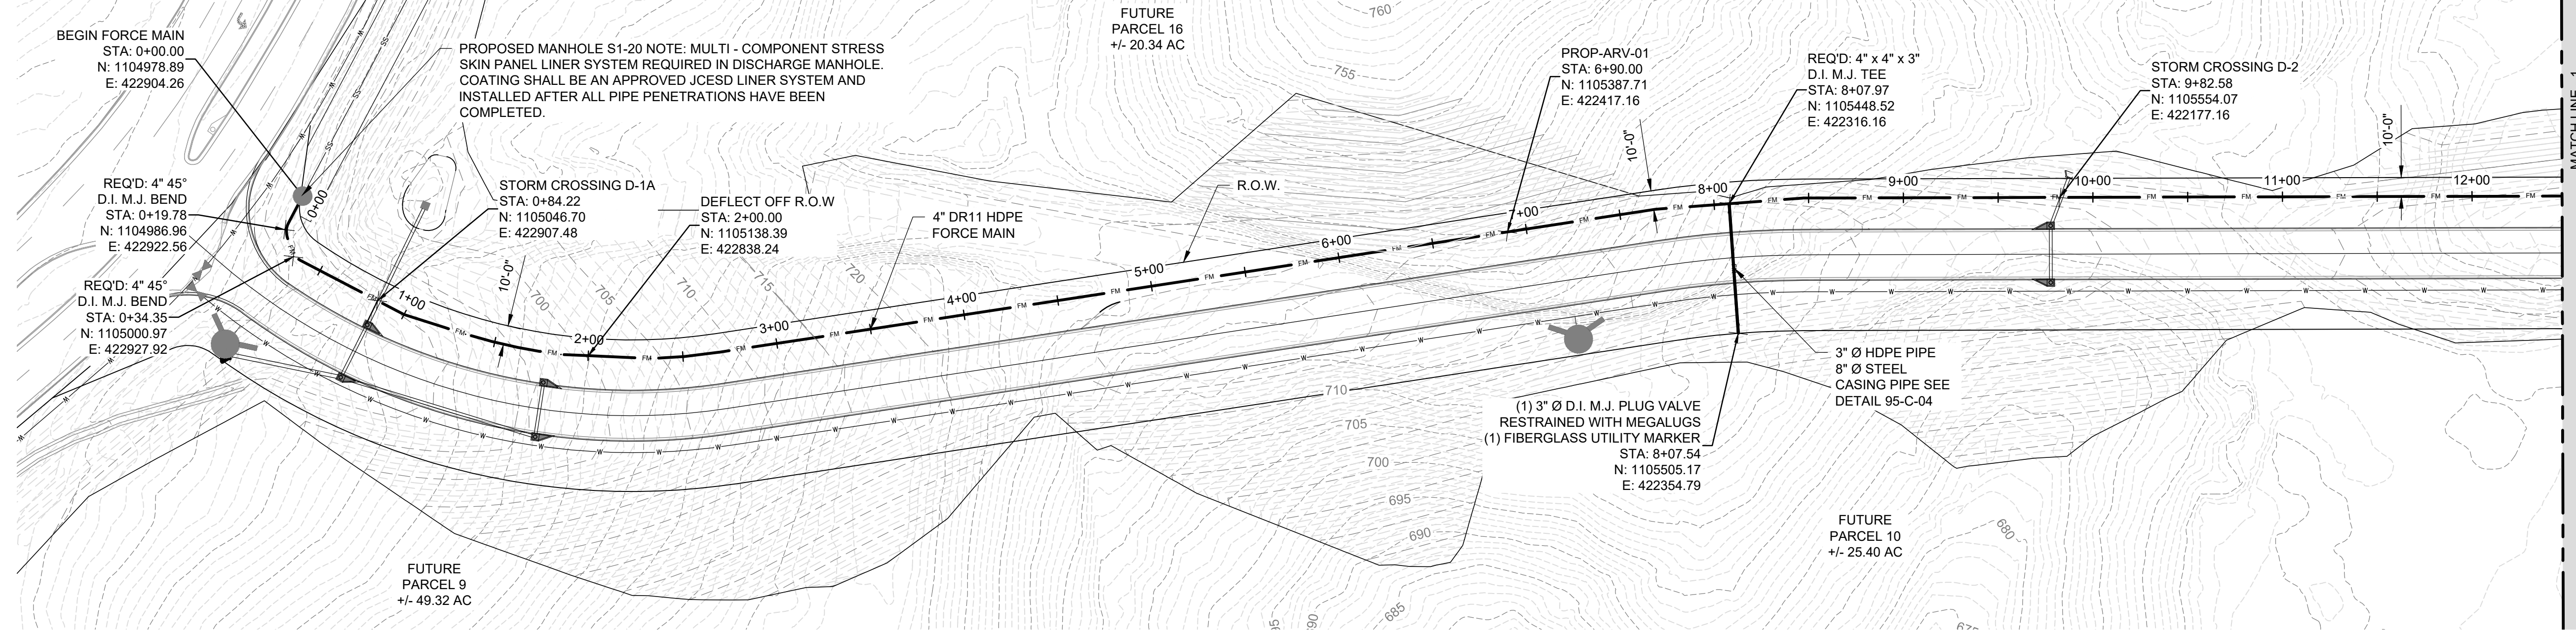 BEGIN FORCE MAIN
STA: 0+00.00
N: 1104978.89
E: 422904.26
PROPOSED MANHOLE S1-20 NOTE: MULTI - COMPONENT STRESS
SKIN PANEL LINER SYSTEM REQUIRED IN DISCHARGE MANHOLE.
COATING SHALL BE AN APPROVED JCESD LINER SYSTEM AND
INSTALLED AFTER ALL PIPE PENETRATIONS HAVE BEEN
COMPLETED.
FUTURE
PARCEL 16
+/- 20.34 AC
760
755
PROP-ARV-01
STA: 6+90.00
N: 1105387.71
E: 422417.16
REQ'D: 4" x 4" x 3"
D.I. M.J. TEE
STA: 8+07.97
N: 1105448.52
E: 422316.16
STORM CROSSING D-2
STA: 9+82.58
N: 1105554.07
E: 422177.16
10'-0"
10'-0"
MATCH LINE - 1
REQ'D: 4" 45°
D.I. M.J. BEND
STA: 0+19.78
N: 1104986.96
E: 422922.56
REQ'D: 4" 45°
D.I. M.J. BEND
STA: 0+34.35
N: 1105000.97
E: 422927.92
STORM CROSSING D-1A
STA: 0+84.22
N: 1105046.70
E: 422907.48
DEFLECT OFF R.O.W
STA: 2+00.00
N: 1105138.39
E: 422838.24
4" DR11 HDPE
FORCE MAIN
R.O.W.
10'-0"
0+00
1+00
2+00
3+00
4+00
5+00
6+00
7+00
8+00
9+00
10+00
11+00
12+00
700
705
710
715
720
FM
W
SS
3" Ø HDPE PIPE
8" Ø STEEL
CASING PIPE SEE
DETAIL 95-C-04
(1) 3" Ø D.I. M.J. PLUG VALVE
RESTRAINED WITH MEGALUGS
(1) FIBERGLASS UTILITY MARKER
STA: 8+07.54
N: 1105505.17
E: 422354.79
710
705
700
695
690
685
680
FUTURE
PARCEL 9
+/- 49.32 AC
FUTURE
PARCEL 10
+/- 25.40 AC